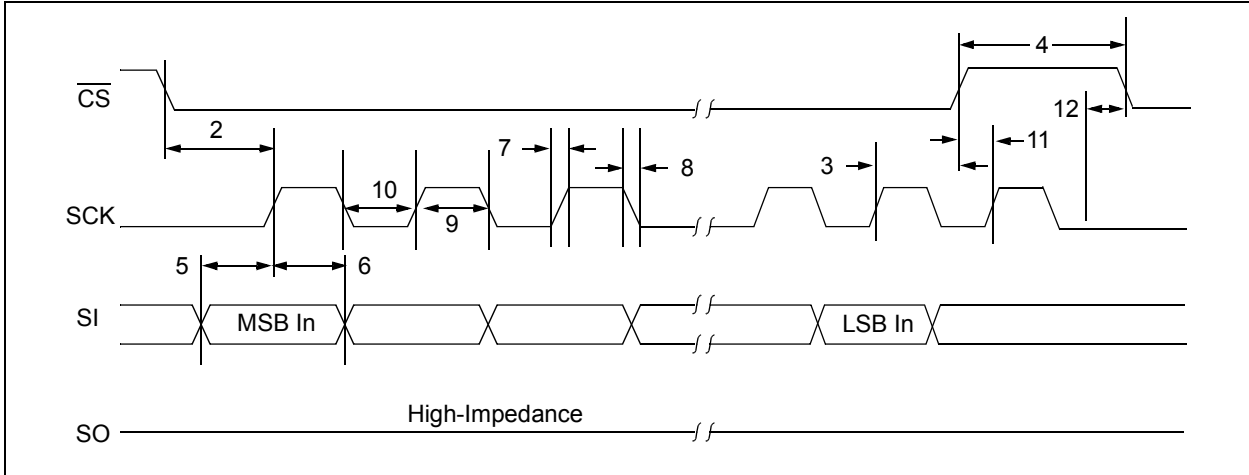 4
CS
12
2
11
7
3
8
10
SCK
9
5
6
SI
MSB In
LSB In
High-Impedance
SO